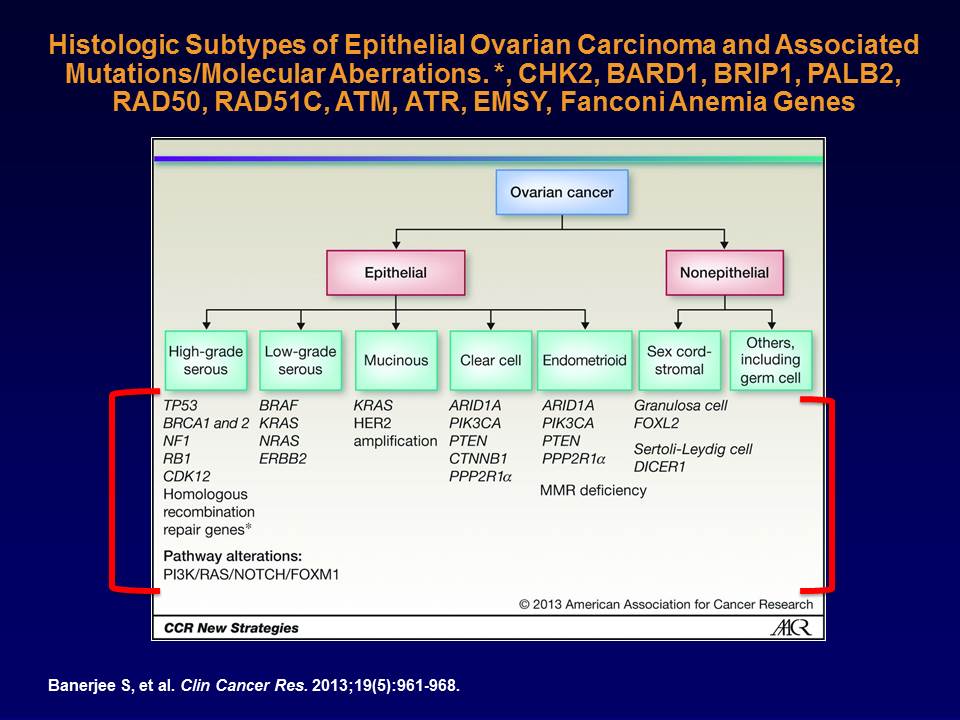 Histologic Subtypes of Epithelial Ovarian Carcinoma and Associated
Mutations/Molecular Aberrations. *, CHK2, BARD1, BRIP1, PALB2,
RAD50, RAD51C, ATM, ATR, EMSY, Fanconi Anemia Genes
Ovarian cancer
Epithelial
Nonepithelial
High-grade
serous
Low-grade
serous
Mucinous
Clear cell
Endometrioid
Sex cord-
stromal
Others,
including
germ cell
TP53
BRCA1 and 2
NF1
RB1
CDK12
Homologous
recombination
repair genes*
Pathway alterations:
PI3K/RAS/NOTCH/FOXM1
BRAF
KRAS
NRAS
ERBB2
KRAS
HER2
amplification
ARID1A
PIK3CA
PTEN
CTNNB1
PPP2R1α
ARID1A
PIK3CA
PTEN
PPP2R1α
MMR deficiency
Granulosa cell
FOXL2
Sertoli-Leydig cell
DICER1
© 2013 American Association for Cancer Research
CCR New Strategies
AACR
Banerjee S, et al. Clin Cancer Res. 2013;19(5):961-968.